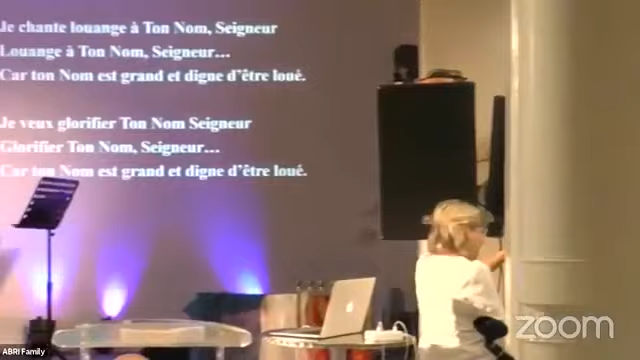 Je chante louange à Ton Nom, Seigneur
Louange à Ton Nom, Seigneur...
Car ton Nom est grand et digne d'être loué.
Je veux glorifier Ton Nom Seigneur
Glorifier Ton Nom, Seigneur...
Car ton Nom est grand et digne d'être loué.
ABRI Family
zoom